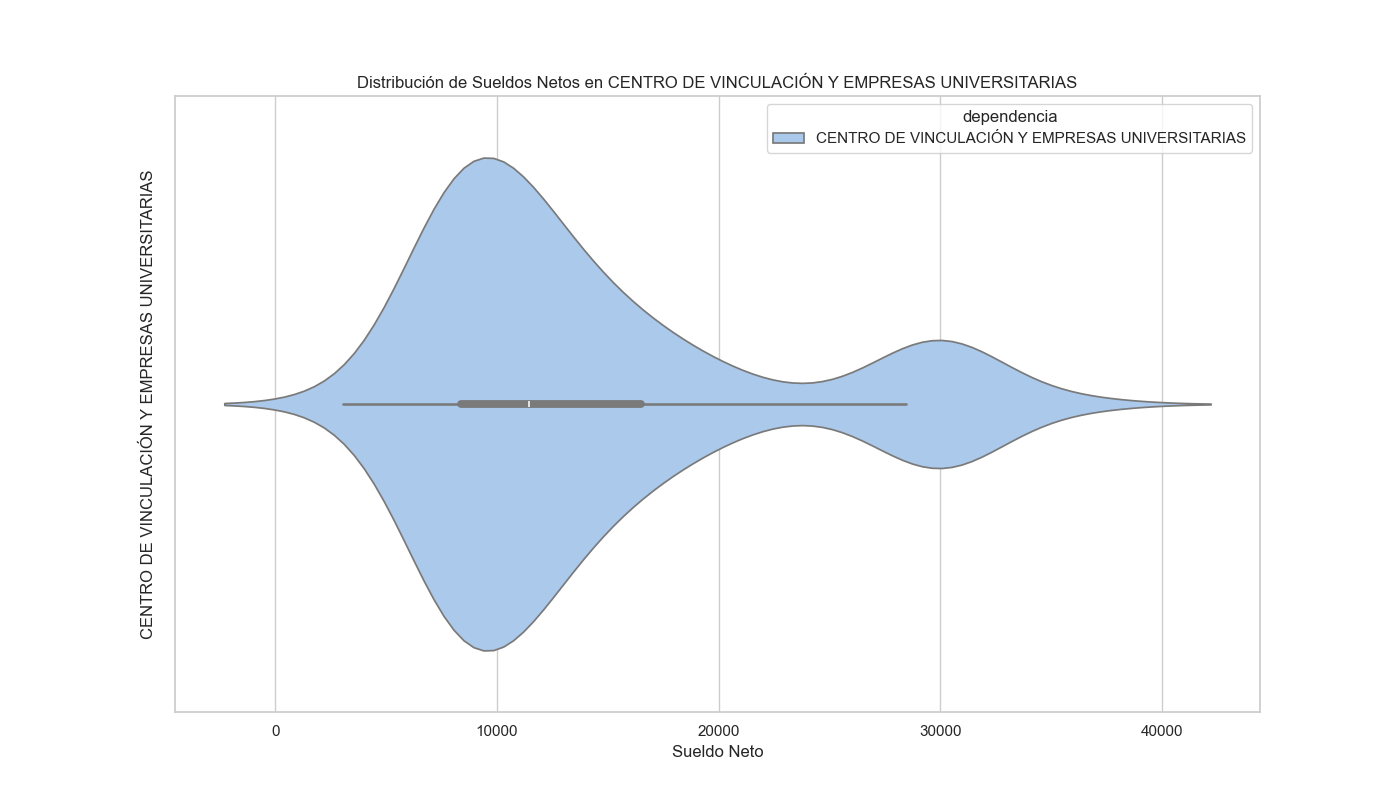 Distribución de Sueldos Netos en CENTRO DE VINCULACIÓN Y EMPRESAS UNIVERSITARIAS
dependencia
CENTRO DE VINCULACIÓN Y EMPRESAS UNIVERSITARIAS
CENTRO DE VINCULACIÓN Y EMPRESAS UNIVERSITARIAS
0 10000 20000 30000 40000
Sueldo Neto